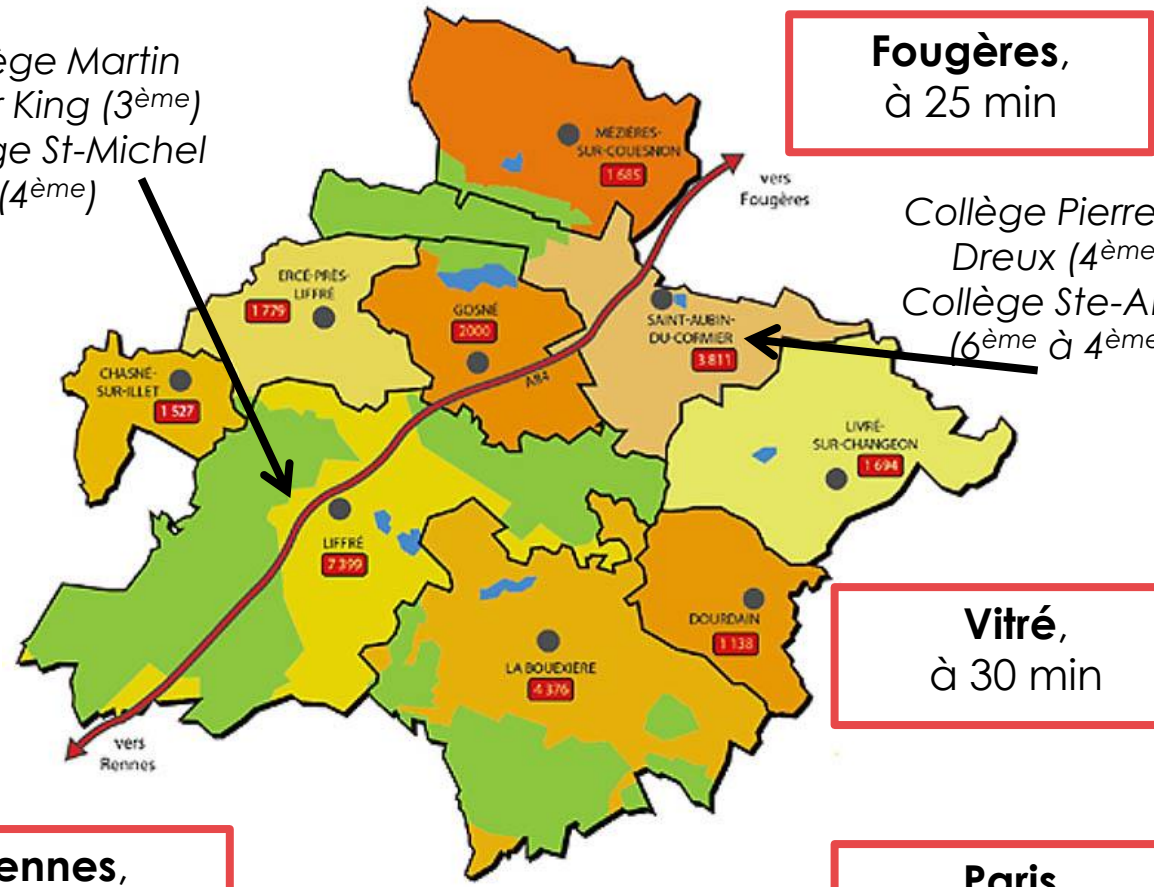 ège Martin
r King (3ème)
ge St-Michel
(4ème)
Fougères,
à 25 min
MÉZIÈRES-
SUR-COUESNON
1 685
vers
Fougères
Collège Pierre
Dreux (4ème
Collège Ste-A
(6ème à 4ème
ERCÉ-PRÈS-
LIFFRÉ
1 779
GOSNÉ
2000
SAINT-AUBIN-
DU-CORMIER
3 811
A84
CHASNÉ-
SUR-ILLET
1 527
LIVRÉ-
SUR-CHANGEON
1 694
LIFFRÉ
7 399
DOURDAIN
1 138
Vitré,
à 30 min
LA BOUËXIÈRE
4 376
vers
Rennes
ennes,
Paris